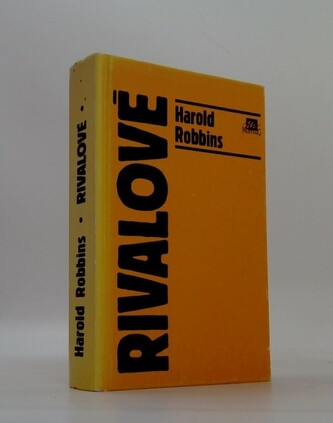 Harold Robbins • RIVALOVÉ •
RIVALOVÉ
Harold
Robbins